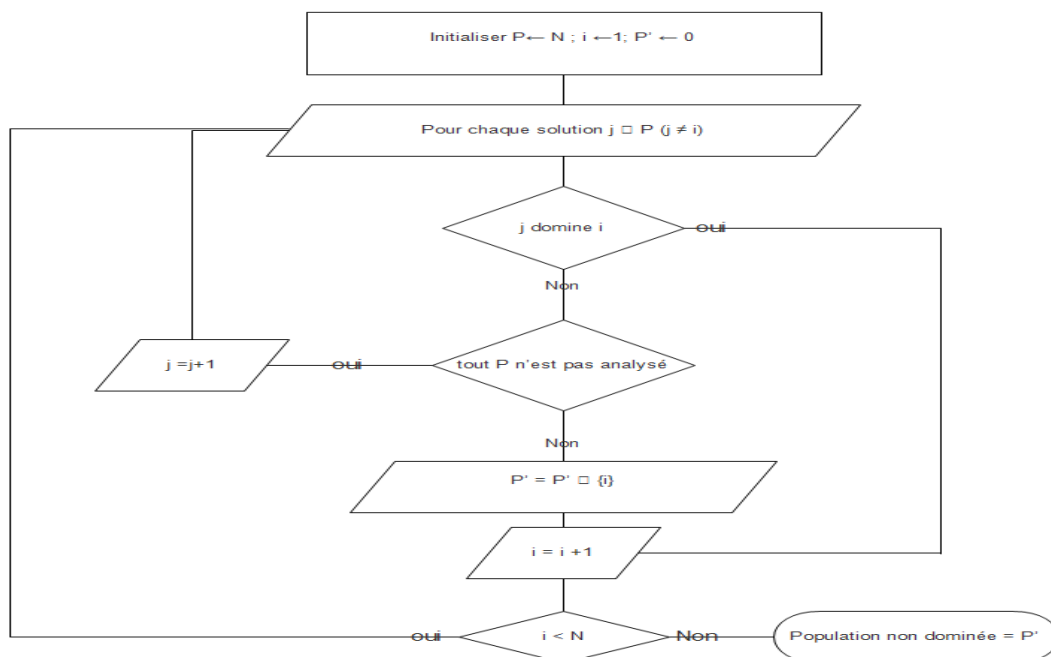 Initialiser P← N ; i ←1; P' ← 0
Pour chaque solution j □ P (j ≠ i)
j domine i
oui
Non
tout P n'est pas analysé
oui
j =j+1
Non
P' = P' □ {i}
i = i +1
i < N
oui
Non
Population non dominée = P'